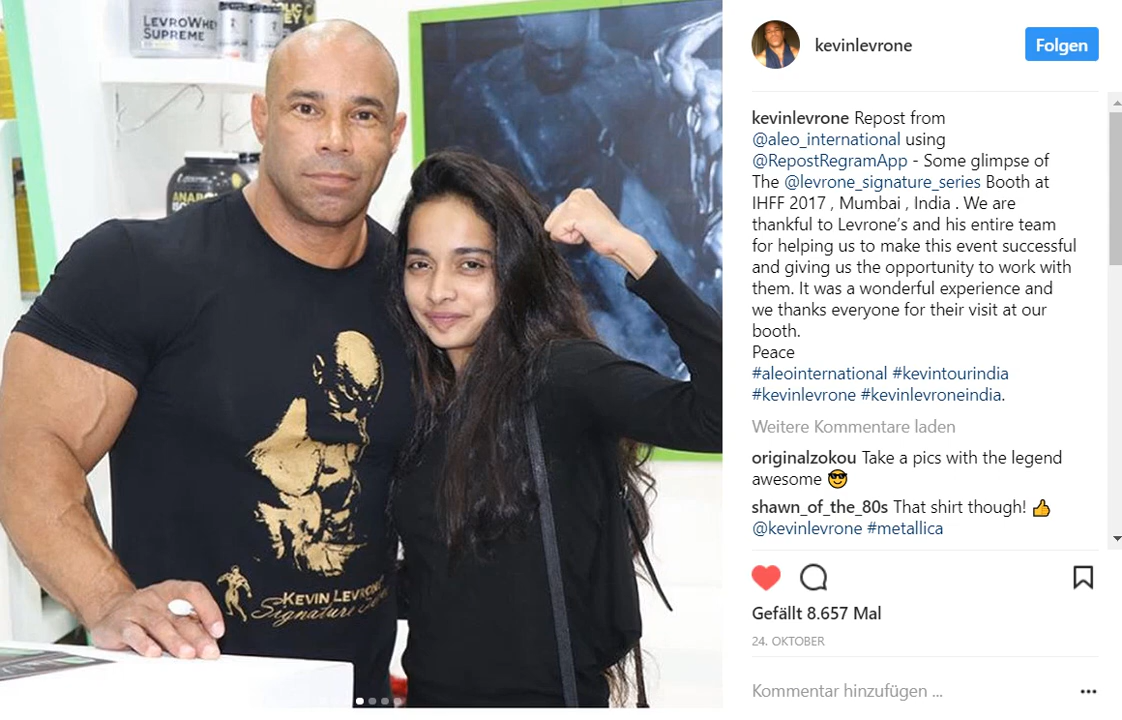 LEVROWHEY
SUPREME
KEVIN LEVRONE
Signature
kevinlevrone
Folgen
kevinlevrone Repost from
@aleo_international using
@RepostRegramApp - Some glimpse of
The @levrone_signature_series Booth at
IHFF 2017 , Mumbai , India . We are
thankful to Levrone's and his entire team
for helping us to make this event successful
and giving us the opportunity to work with
them. It was a wonderful experience and
we thanks everyone for their visit at our
booth.
Peace
#aleointernational #kevintourindia
#kevinlevrone #kevinlevroneindia.
Weitere Kommentare laden
originalzokou Take a pics with the legend
awesome 😎
shawn_of_the_80s That shirt though! 👍
@kevinlevrone #metallica
Gefällt 8.657 Mal
24. OKTOBER
Kommentar hinzufügen ...